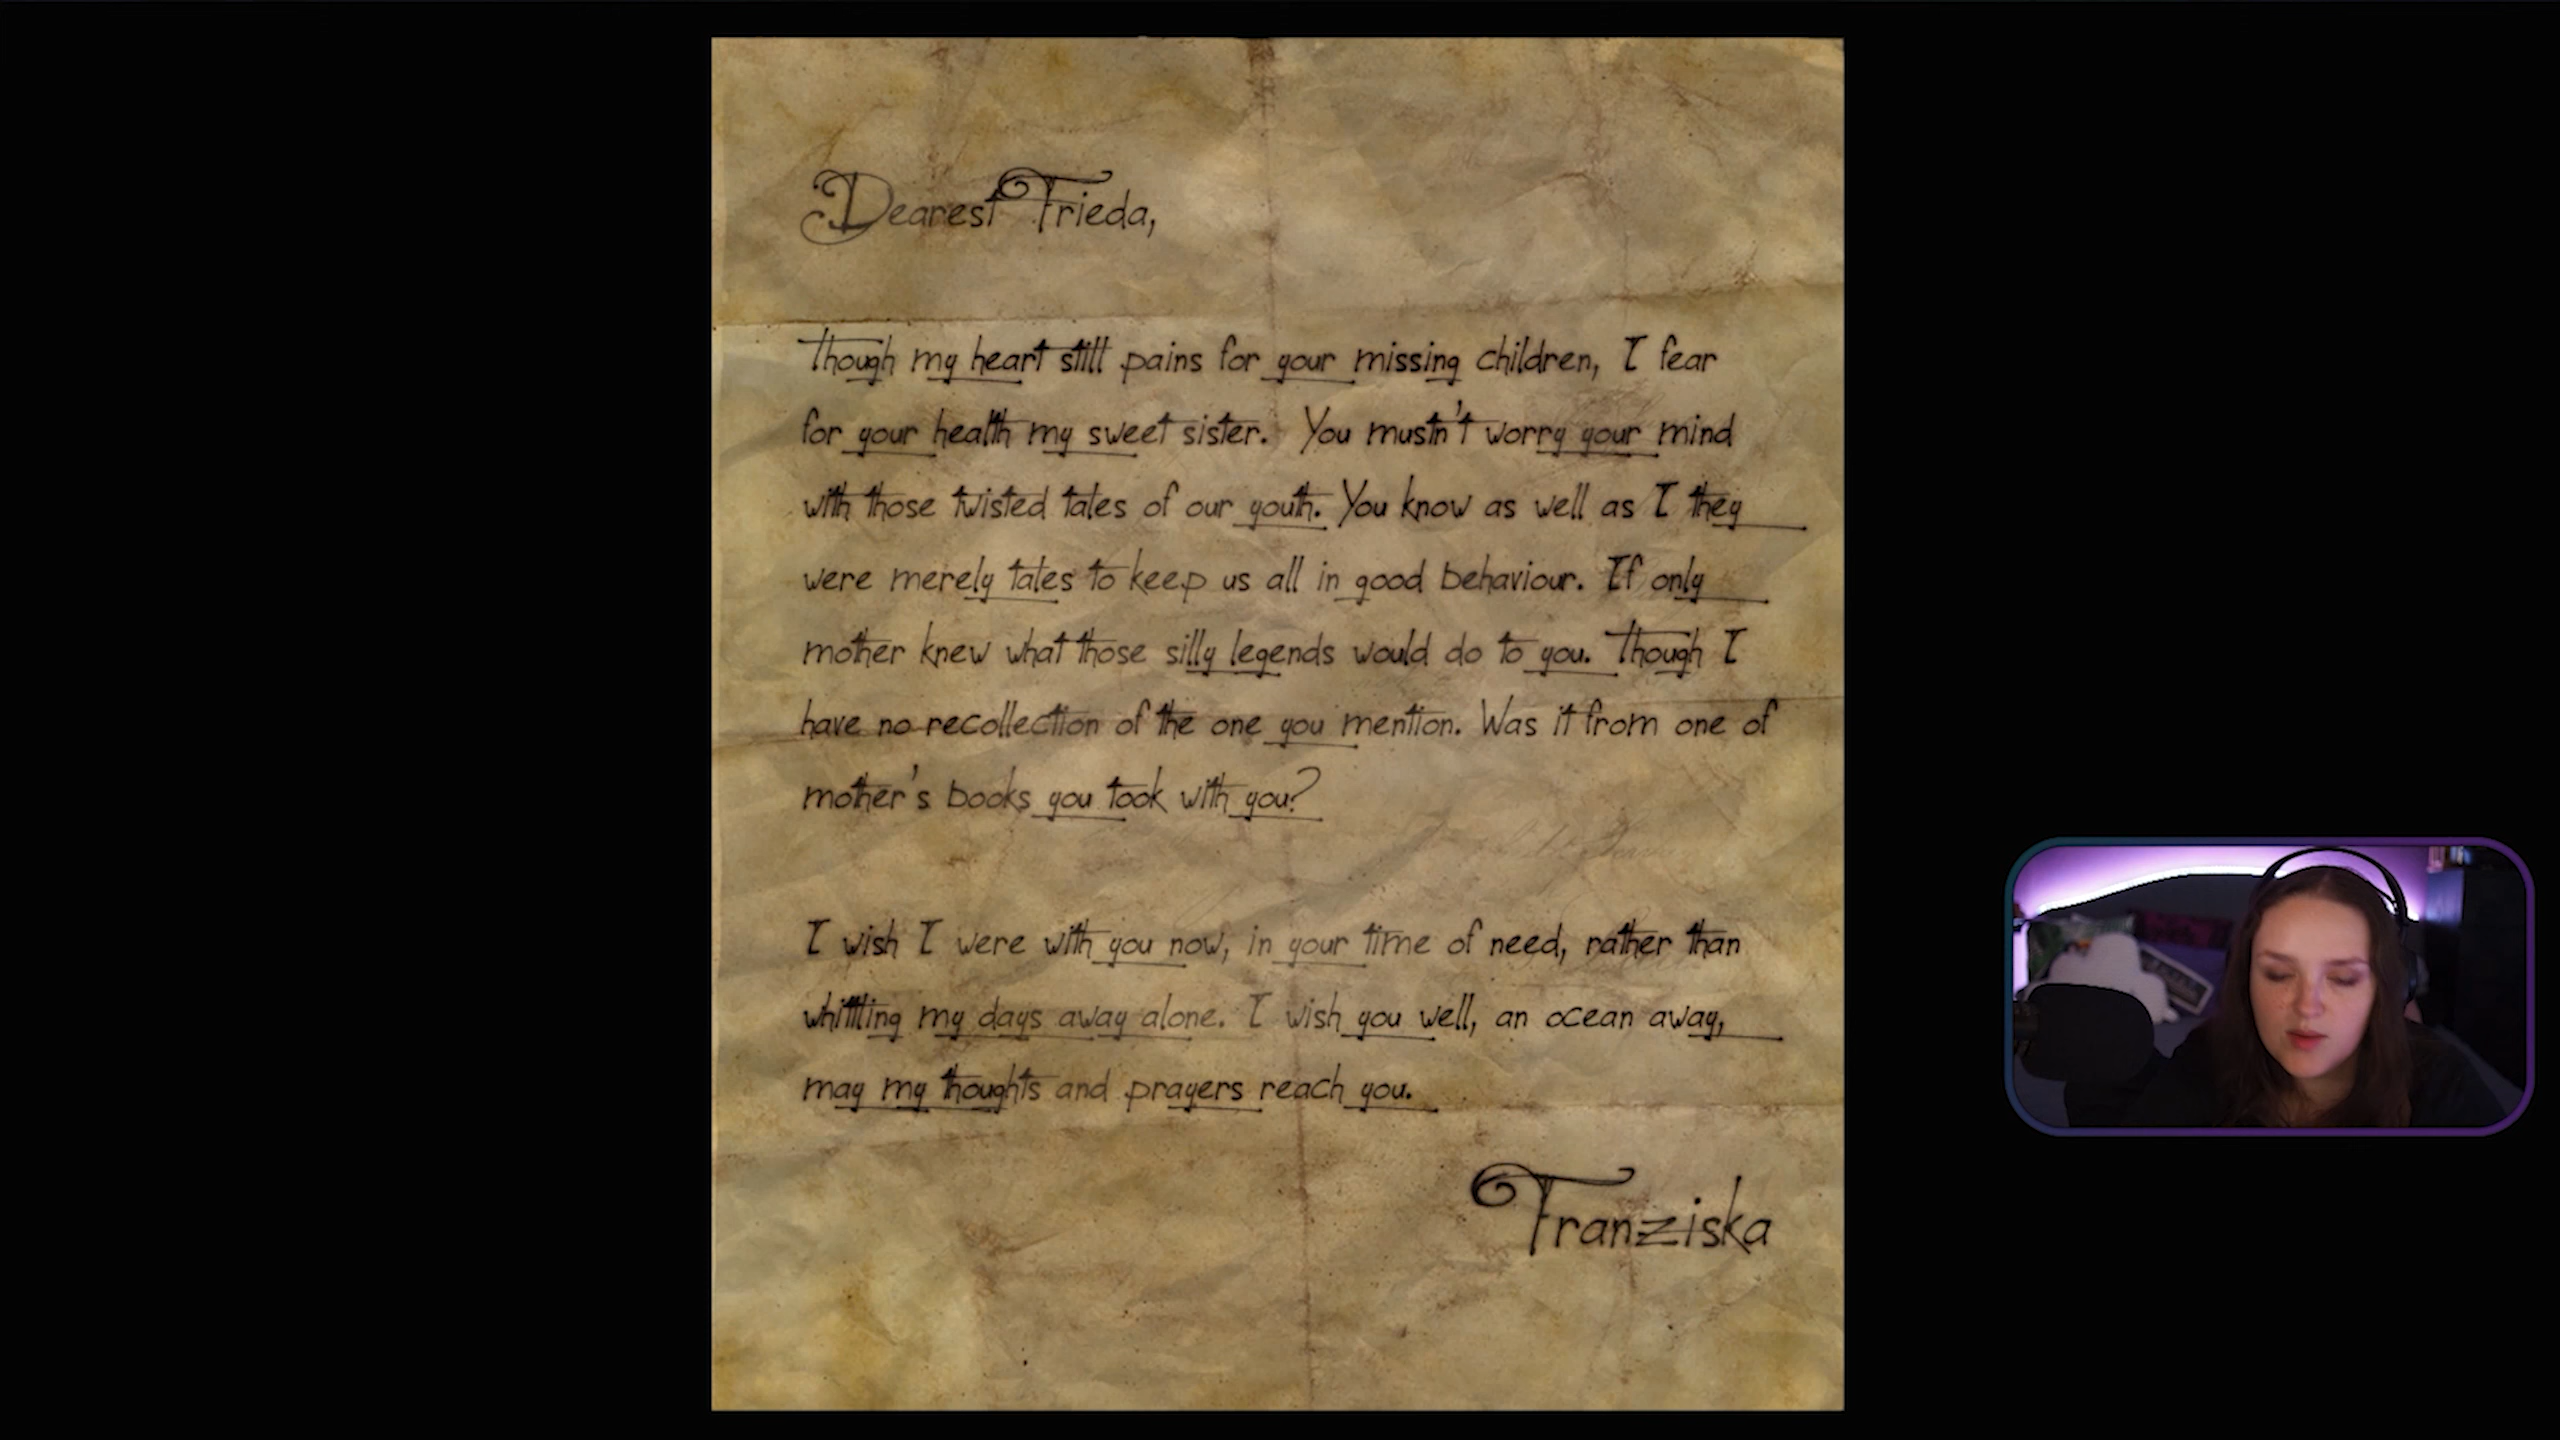 Dearest Frieda,
Though my heart still pains for your missing children, I fear
for your health my sweet sister. You mustn't worry your mind
with those twisted tales of our youth. You know as well as I they
were merely tales to keep us all in good behaviour. If only
mother knew what those silly legends would do to you. Though I
have no recollection of the one you mention. Was it from one of
mother's books you took with you?
I wish I were with you now, in your time of need, rather than
whittling my days away alone. I wish you well, an ocean away,
may my thoughts and prayers reach you.
Franziska